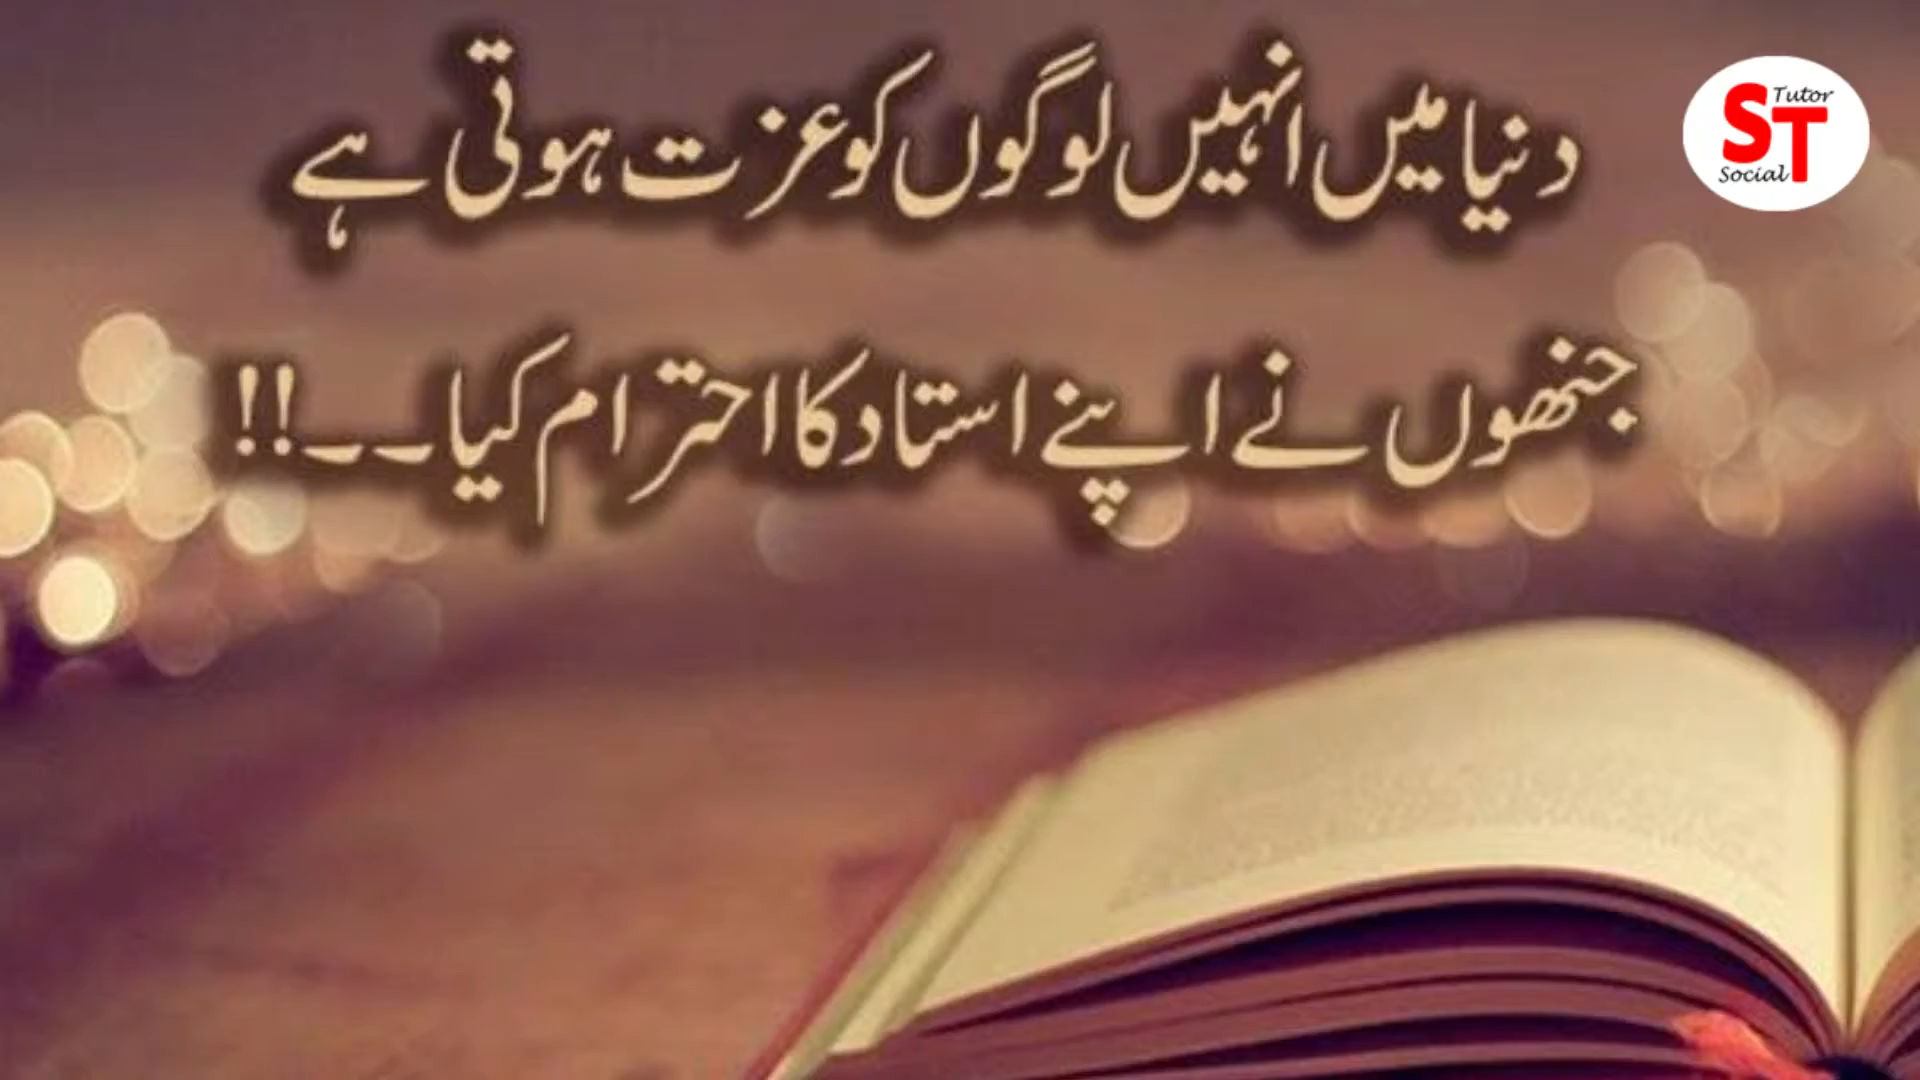 دنیا میں انہیں لوگوں کو عزت ہوتی ہے
جنھوں نے اپنے استاد کا احترام کیا۔۔!!
Tutor
ST
Social